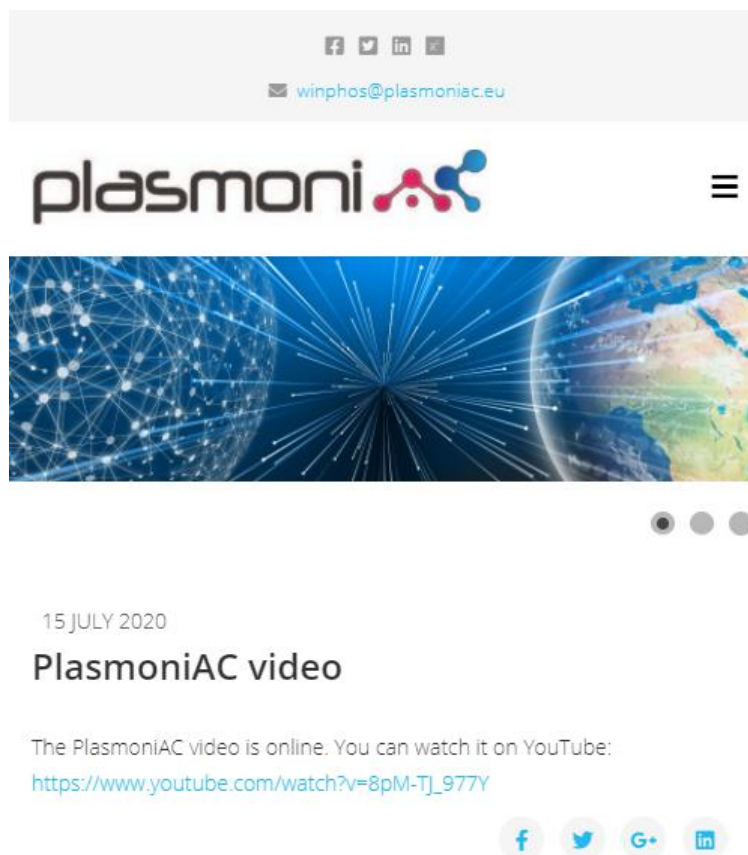 winphos@plasmoniac.eu
plasmoniAC
15 JULY 2020
PlasmoniAC video
The PlasmoniAC video is online. You can watch it on YouTube:
https://www.youtube.com/watch?v=8pM-TJ_977Y